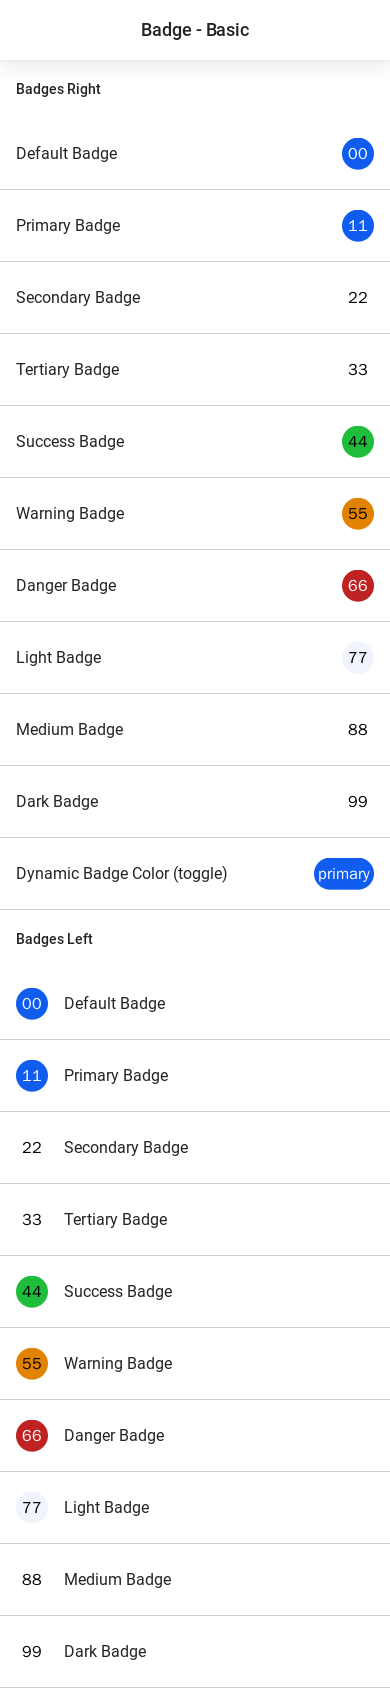 Badge - Basic
Badges Right
Default Badge 00
Primary Badge 11
Secondary Badge 22
Tertiary Badge 33
Success Badge 44
Warning Badge 55
Danger Badge 66
Light Badge 77
Medium Badge 88
Dark Badge 99
Dynamic Badge Color (toggle) primary
Badges Left
00 Default Badge
11 Primary Badge
22 Secondary Badge
33 Tertiary Badge
44 Success Badge
55 Warning Badge
66 Danger Badge
77 Light Badge
88 Medium Badge
99 Dark Badge